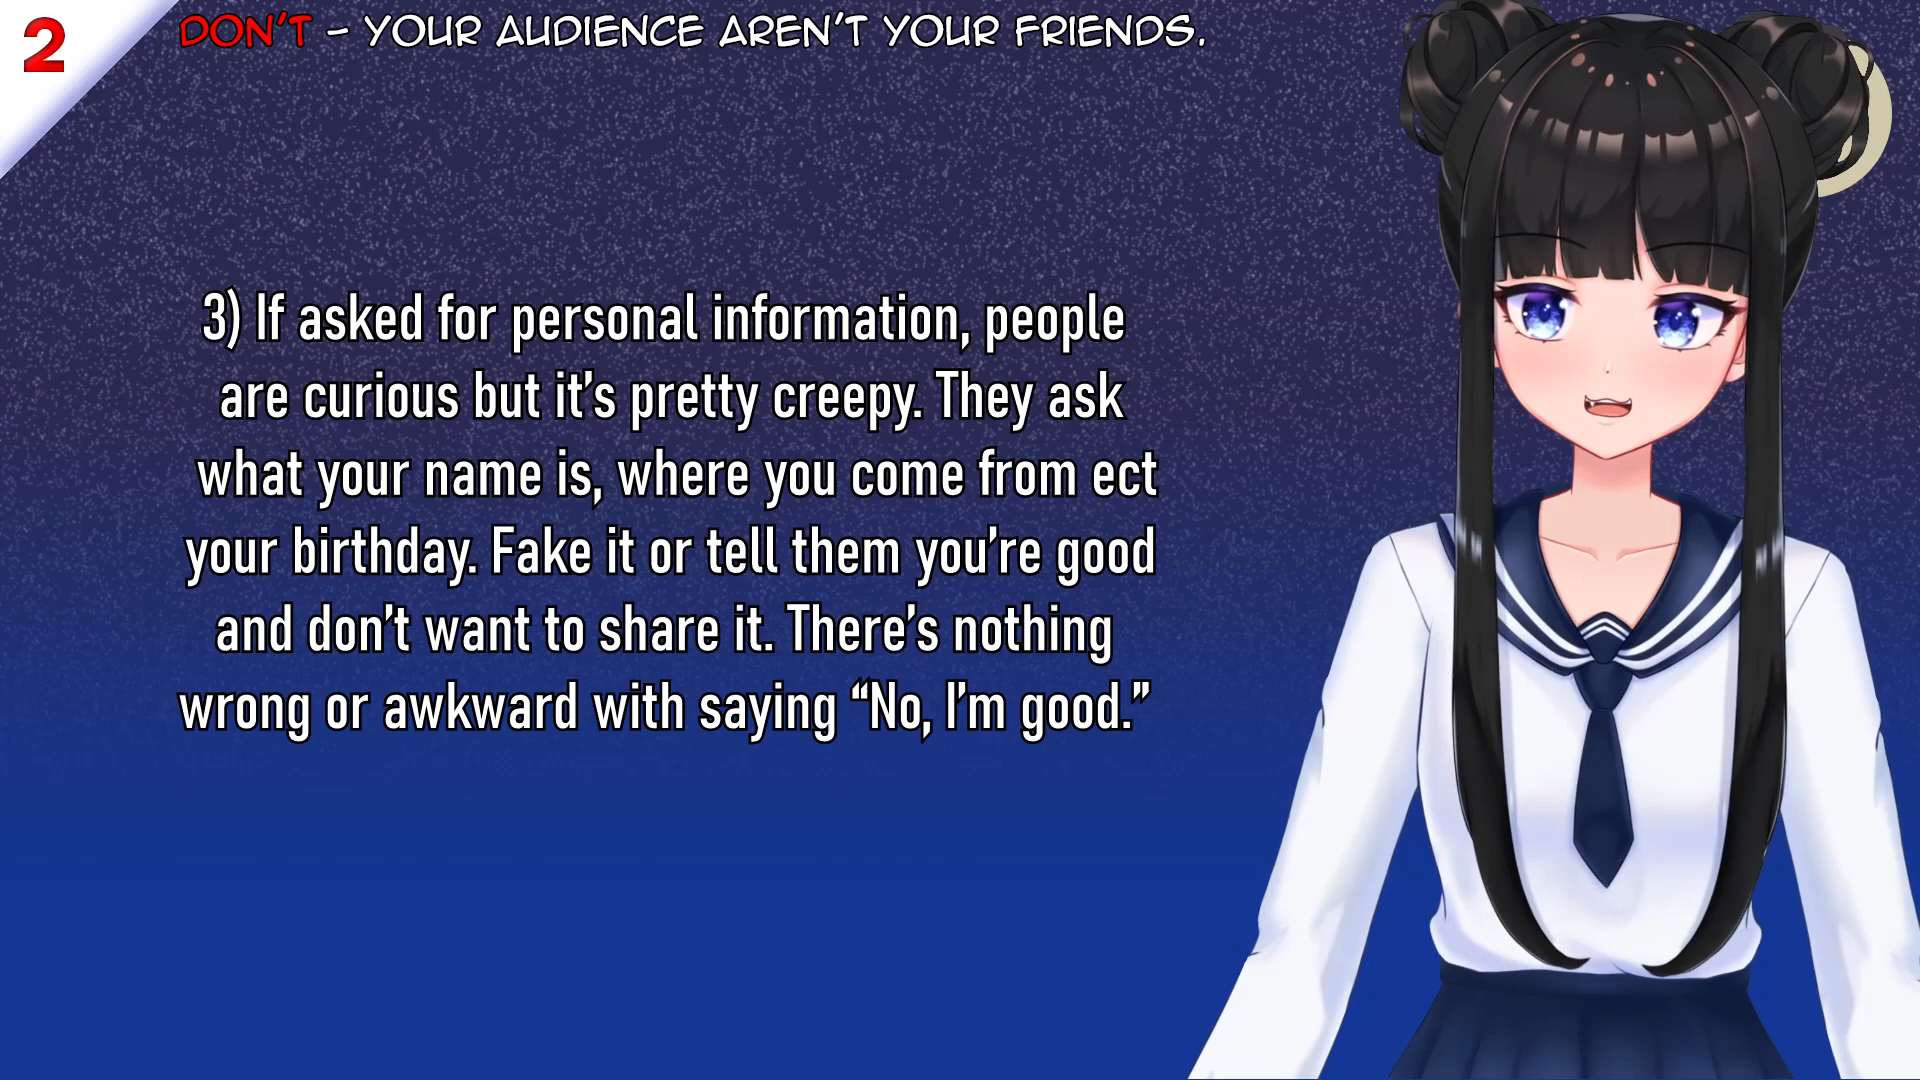 2
DON'T - YOUR AUDIENCE AREN'T YOUR FRIENDS.
3) If asked for personal information, people
are curious but it’s pretty creepy. They ask
what your name is, where you come from ect
your birthday. Fake it or tell them you’re good
and don’t want to share it. There’s nothing
wrong or awkward with saying “No, I’m good.”